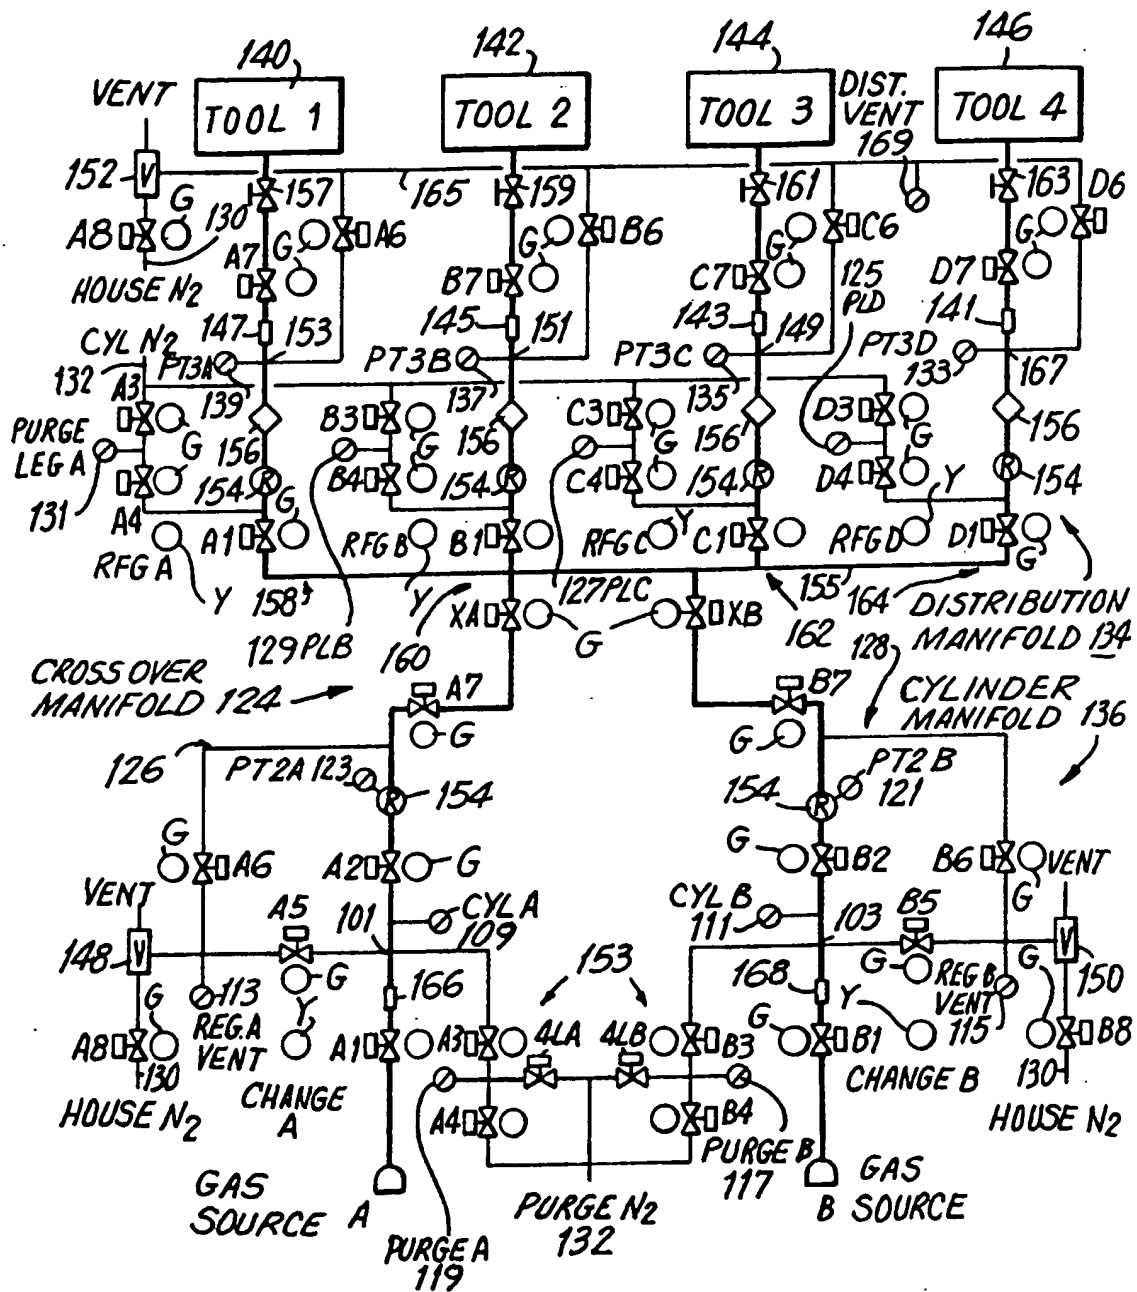 140
142
144
146
VENT
TOOL 1
TOOL 2
TOOL 3
DIST.
VENT
169
TOOL 4
152
V
G
157
165
159
161
163
D6
A8
130
A7
G
A6
B7
G
B6
C7
G
C6
125
PLD
D7
G
HOUSE N2
147
153
145
151
143
149
141
CYL N2
132
PT3A
139
PT3B
137
PT3C
135
PT3D
133
167
A3
G
156
B3
G
156
C3
G
156
D3
G
156
PURGE
LEG A
131
G
R
154
B4
R
154
C4
R
154
D4
Y
R
154
A4
G
RFG A
Y
A1
RFG B
Y
B1
RFG C
Y
C1
RFG D
D1
G
158
129 PLB
160
127 PLC
155
164
162
DISTRIBUTION
MANIFOLD 134
XA
G
XB
128
CROSS OVER
MANIFOLD 124
A7
G
B7
G
CYLINDER
MANIFOLD 136
126
PT2A 123
R
154
154
R
PT2B
121
G
A6
A2
G
G
B2
B6
G
VENT
VENT
A5
101
CYL A
109
CYL B
111
103
B5
G
G
V
148
G
166
153
168
REG B
VENT
115
V
150
G
113
REG. A
VENT
Y
A8
130
A1
A3
4LA
4LB
B3
G
B1
Y
B8
130
HOUSE N2
CHANGE
A
CHANGE B
HOUSE N2
A4
B4
PURGE B
117
GAS
SOURCE A
PURGE N2
132
B
GAS
SOURCE
PURGE A
119